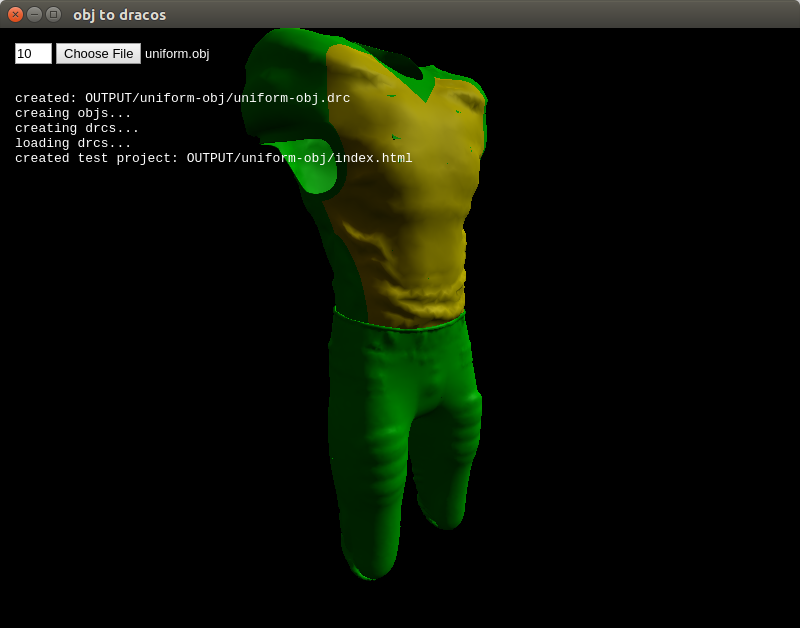 obj to dracos
10 Choose File uniform.obj
created: OUTPUT/uniform-obj/uniform-obj.drc
creaing objs...
creating drcs...
loading drcs...
created test project: OUTPUT/uniform-obj/index.html